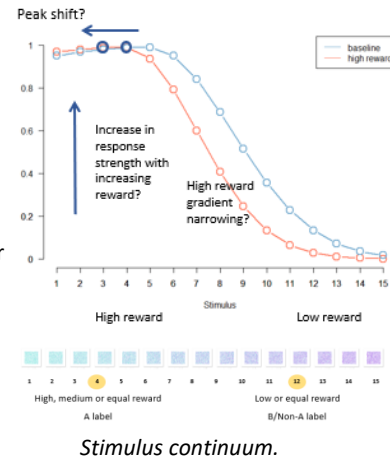 Peak shift?
baseline
high reward
1
0.8
0.6
0.4
0.2
0
Increase in
response
strength with
increasing
reward?
High reward
gradient
narrowing?
1 2 3 4 5 6 7 8 9 10 11 12 13 14 15
Stimulus
High reward Low reward
1 2 3 4 5 6 7 8 9 10 11 12 13 14 15
High, medium or equal reward Low or equal reward
A label B/Non-A label
Stimulus continuum.